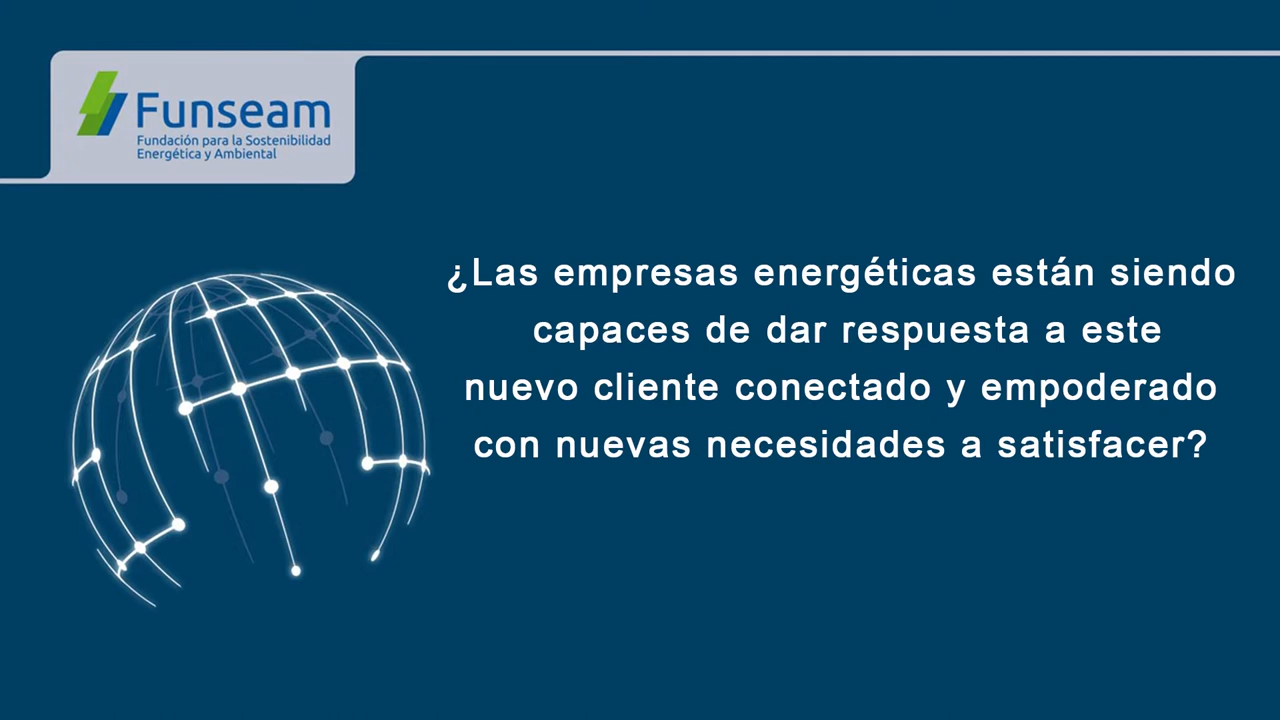 Funseam
Fundación para la Sostenibilidad
Energética y Ambiental
¿Las empresas energéticas están siendo
capaces de dar respuesta a este
nuevo cliente conectado y empoderado
con nuevas necesidades a satisfacer?